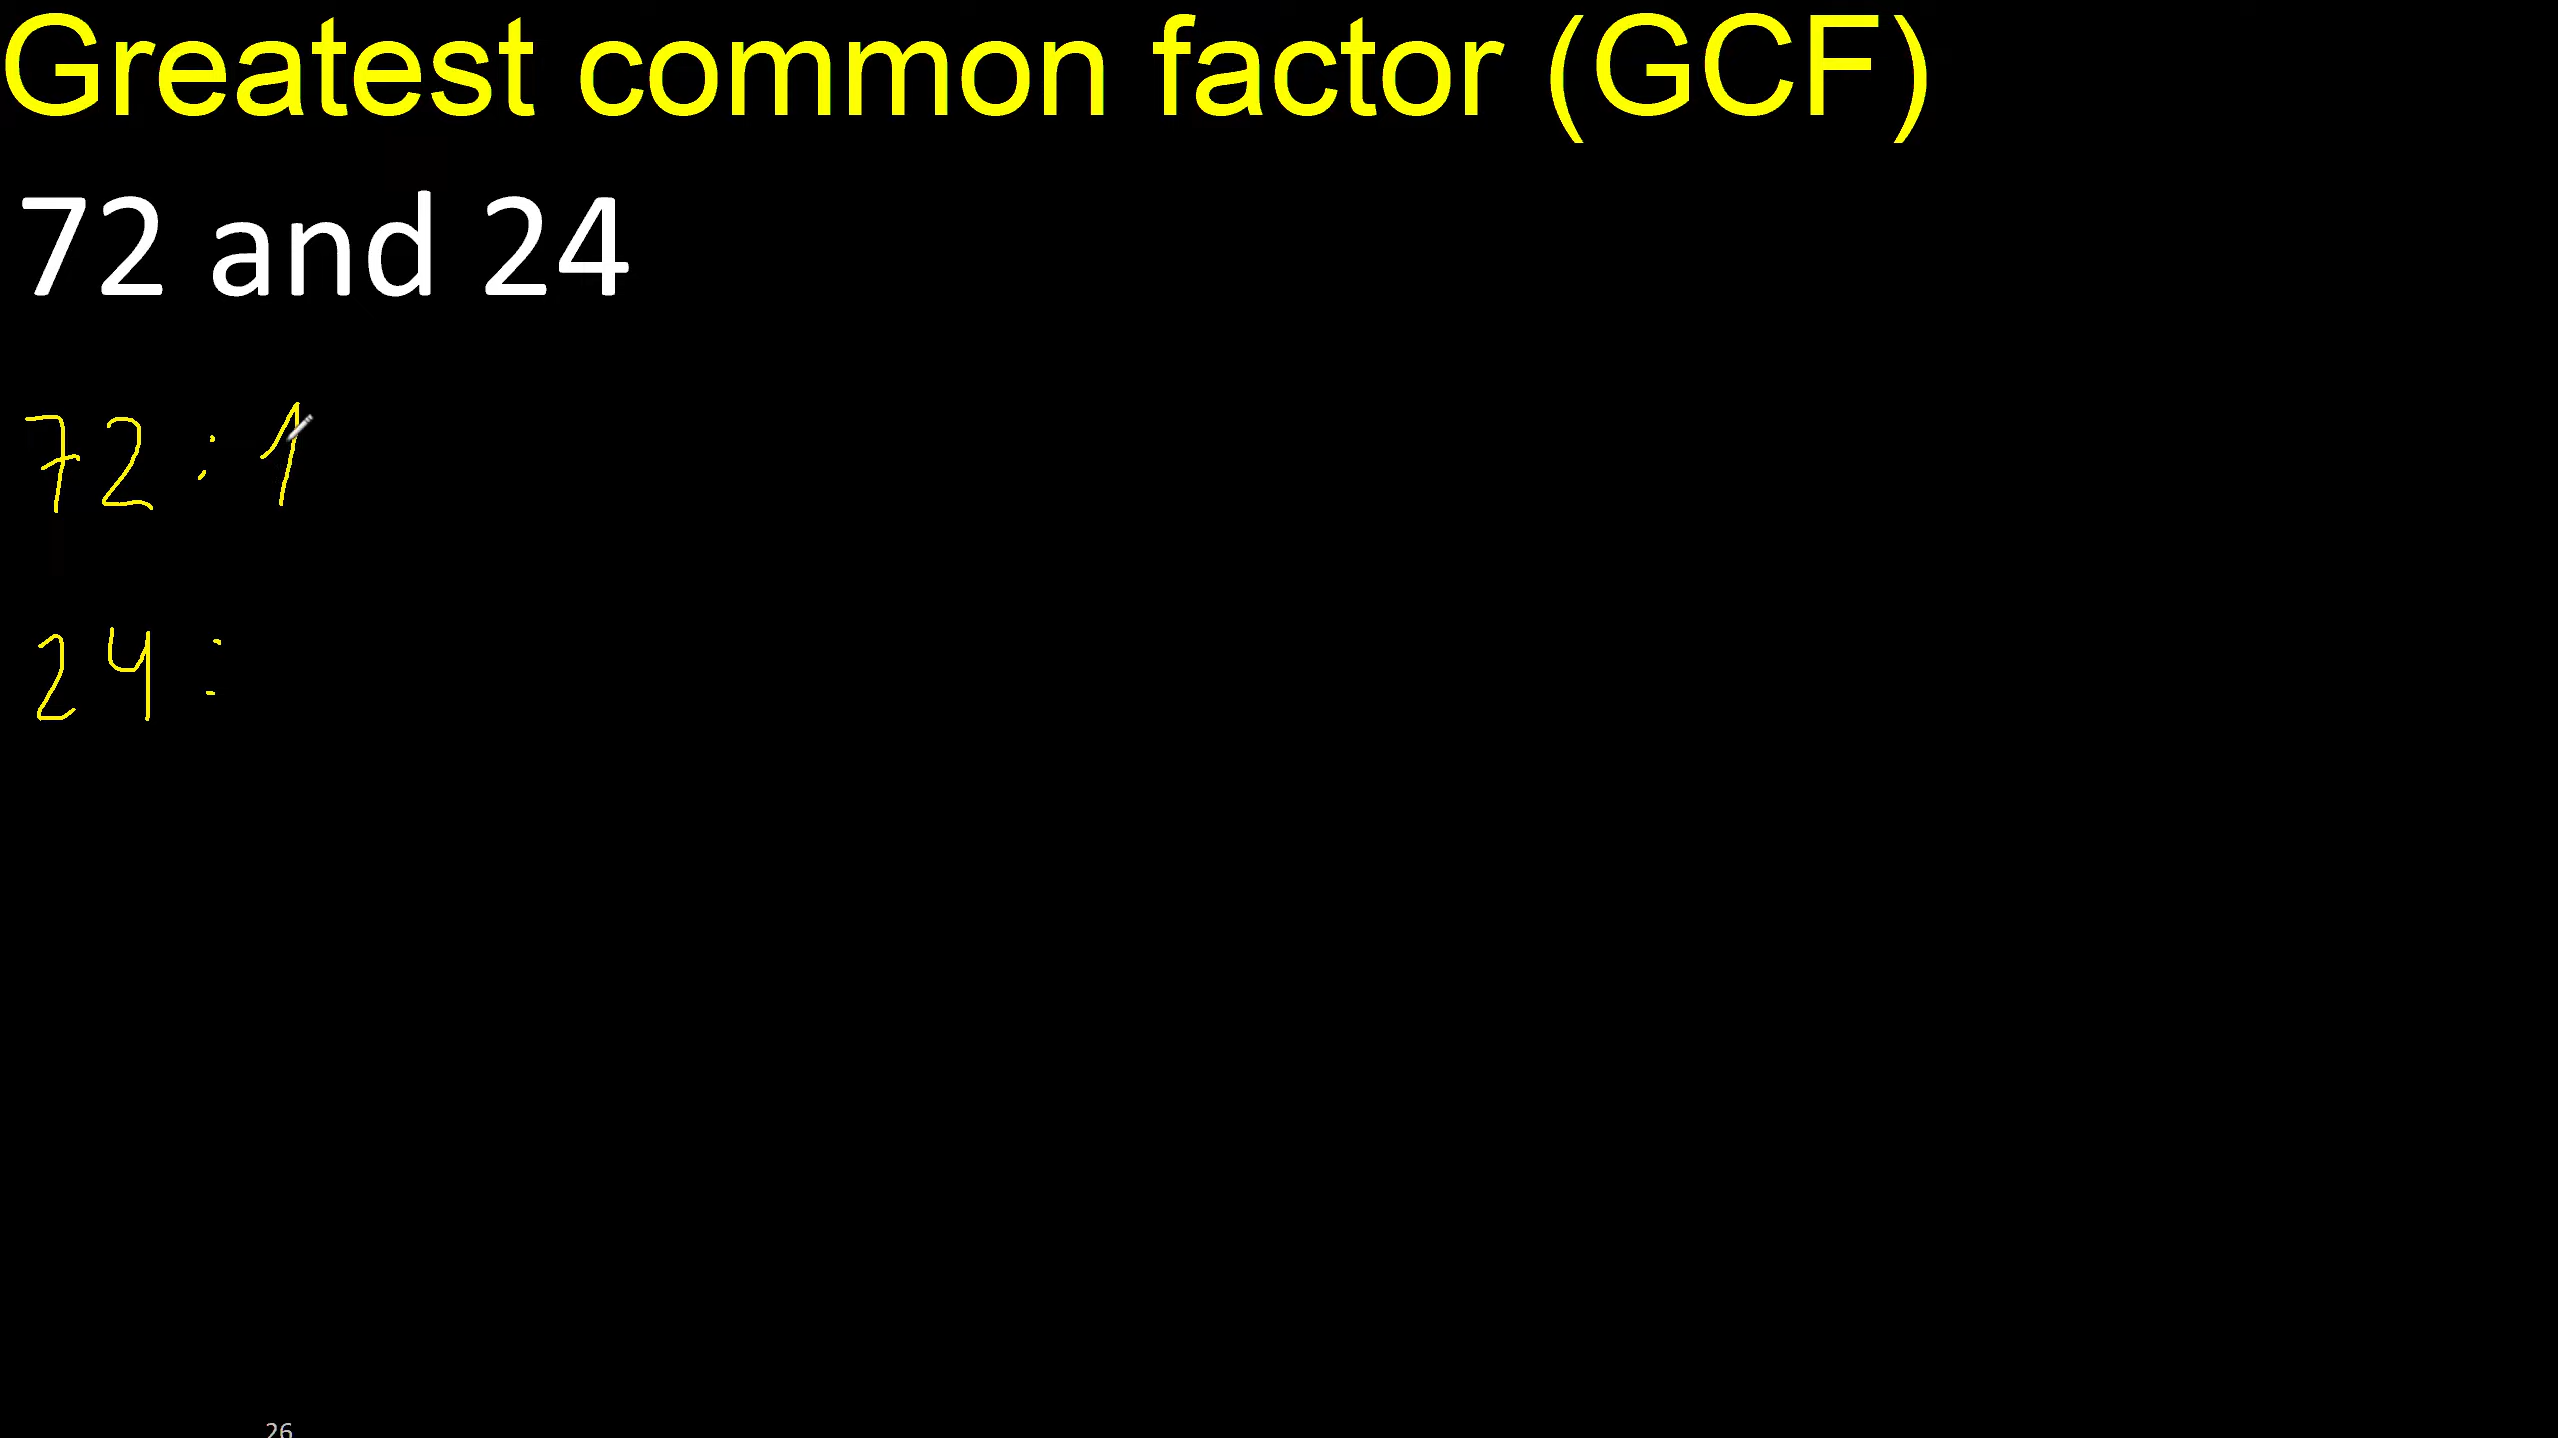 Greatest common factor (GCF)
72 and 24
72 : 1
24 :
26